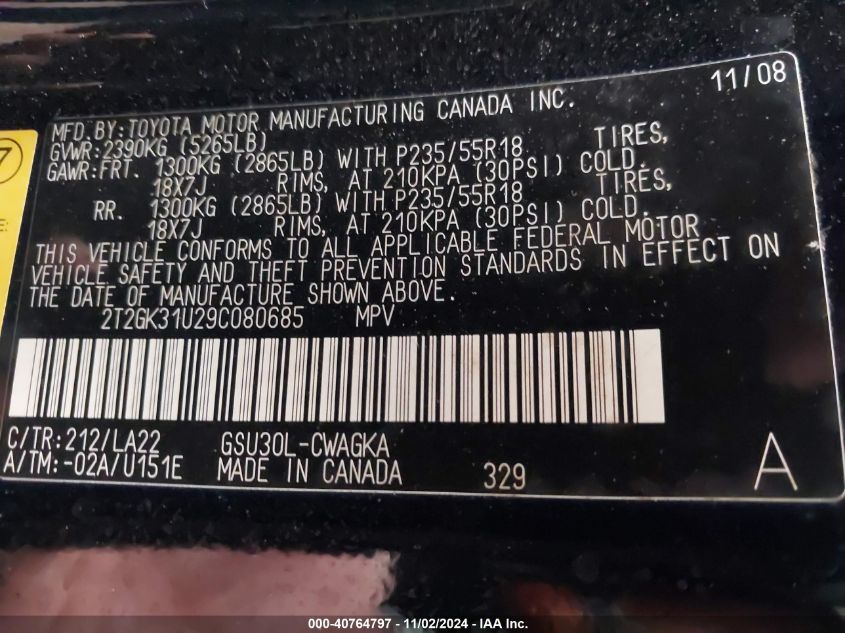 11/08
MFD.BY:TOYOTA MOTOR MANUFACTURING CANADA INC.
GVWR:2390KG (5265LB)
GAWR:FRT. 1300KG (2865LB) WITH P235/55R18 TIRES,
18X7J RIMS, AT 210KPA (30PSI) COLD.
RR. 1300KG (2865LB) WITH P235/55R18 TIRES,
18X7J RIMS, AT 210KPA (30PSI) COLD.
THIS VEHICLE CONFORMS TO ALL APPLICABLE FEDERAL MOTOR
VEHICLE SAFETY AND THEFT PREVENTION STANDARDS IN EFFECT ON
THE DATE OF MANUFACTURE SHOWN ABOVE.
2T2GK31U29C080685 MPV
C/TR:212/LA22 GSU30L-CWAGKA
A/TM:-02A/U151E MADE IN CANADA 329 A
7
E:
000-40764797 - 11/02/2024 - IAA Inc.